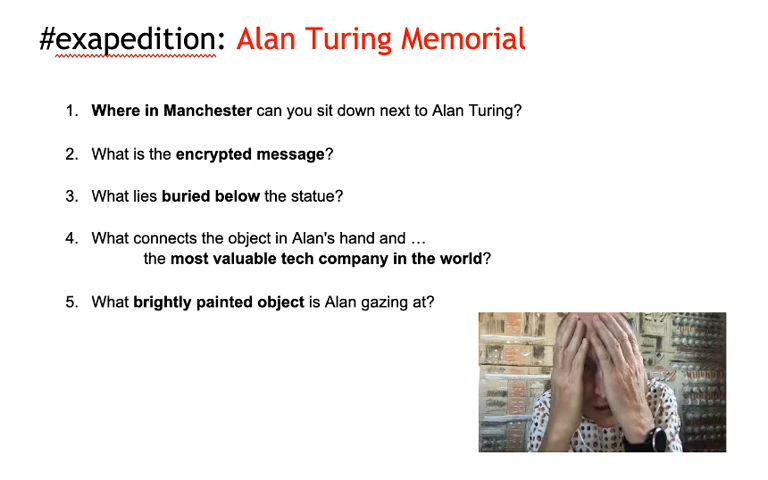 #exapedition: Alan Turing Memorial
1. Where in Manchester can you sit down next to Alan Turing?
2. What is the encrypted message?
3. What lies buried below the statue?
4. What connects the object in Alan's hand and …
the most valuable tech company in the world?
5. What brightly painted object is Alan gazing at?